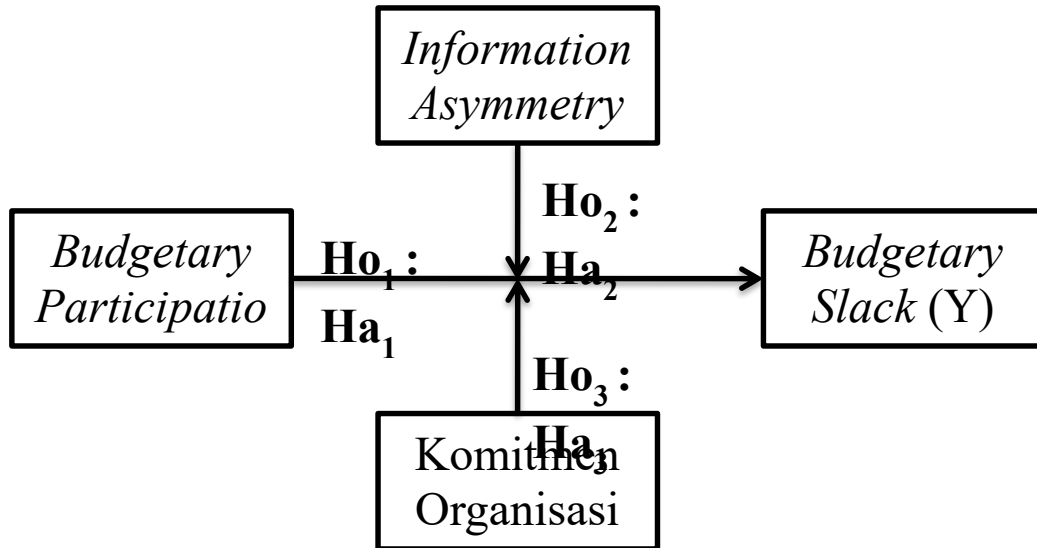 Information
Asymmetry
Ho₂ :
Ha₂
Budgetary
Participatio
Ho₁ :
Ha₁
Budgetary
Slack (Y)
Ho₃ :
Ha₃
Komitmen
Organisasi